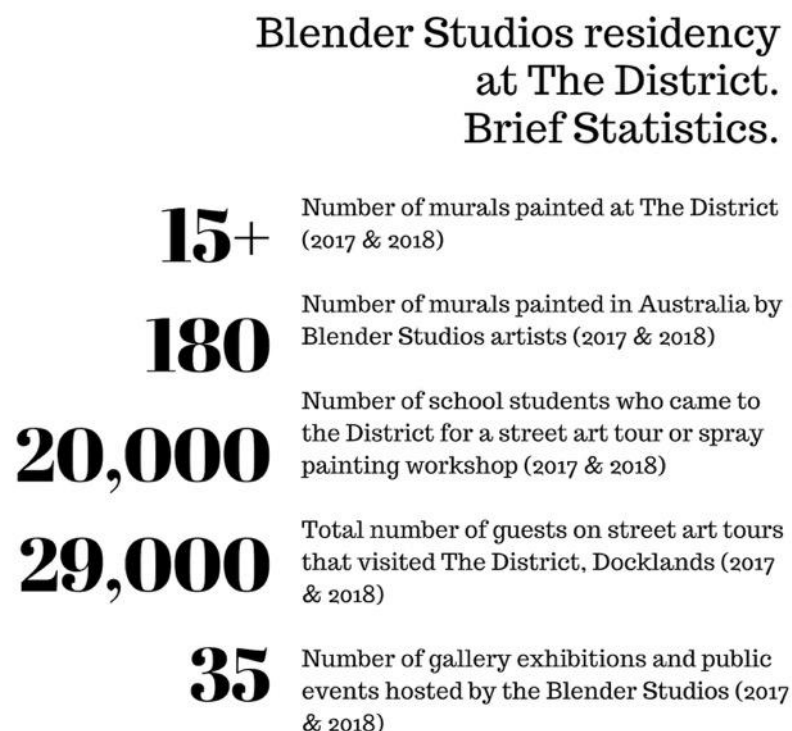 Blender Studios residency
at The District.
Brief Statistics.
15+
Number of murals painted at The District
(2017 & 2018)
180
Number of murals painted in Australia by
Blender Studios artists (2017 & 2018)
20,000
Number of school students who came to
the District for a street art tour or spray
painting workshop (2017 & 2018)
29,000
Total number of guests on street art tours
that visited The District, Docklands (2017
& 2018)
35
Number of gallery exhibitions and public
events hosted by the Blender Studios (2017
& 2018)